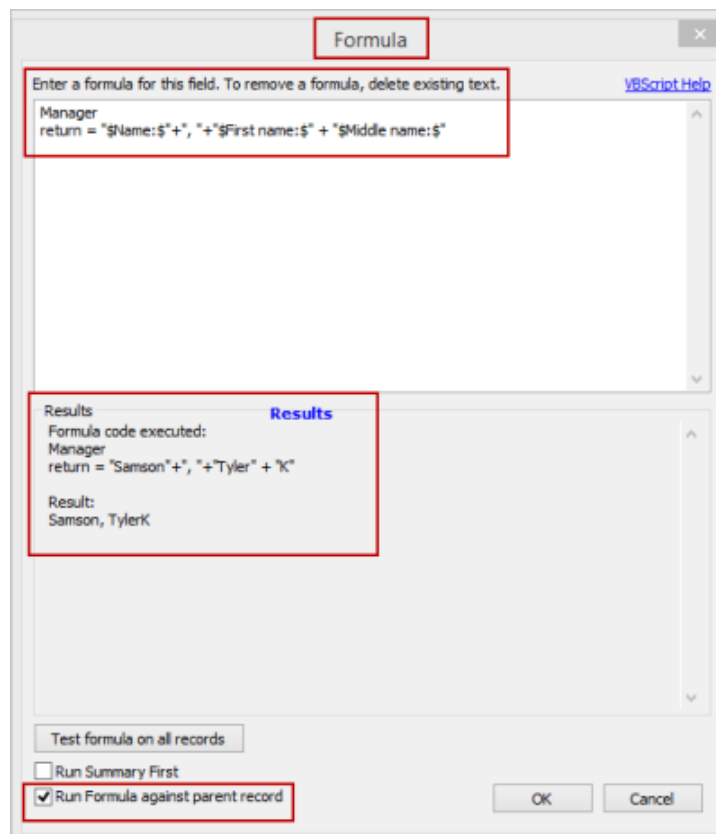 Formula
Enter a formula for this field. To remove a formula, delete existing text. VBScript Help
Manager
return = "$Name:$"+", "+"$First name:$" + "$Middle name:$"
Results Results
Formula code executed:
Manager
return = "Samson"+", "+"Tyler" + "K"
Result:
Samson, TylerK
Test formula on all records
Run Summary First
Run Formula against parent record
OK Cancel